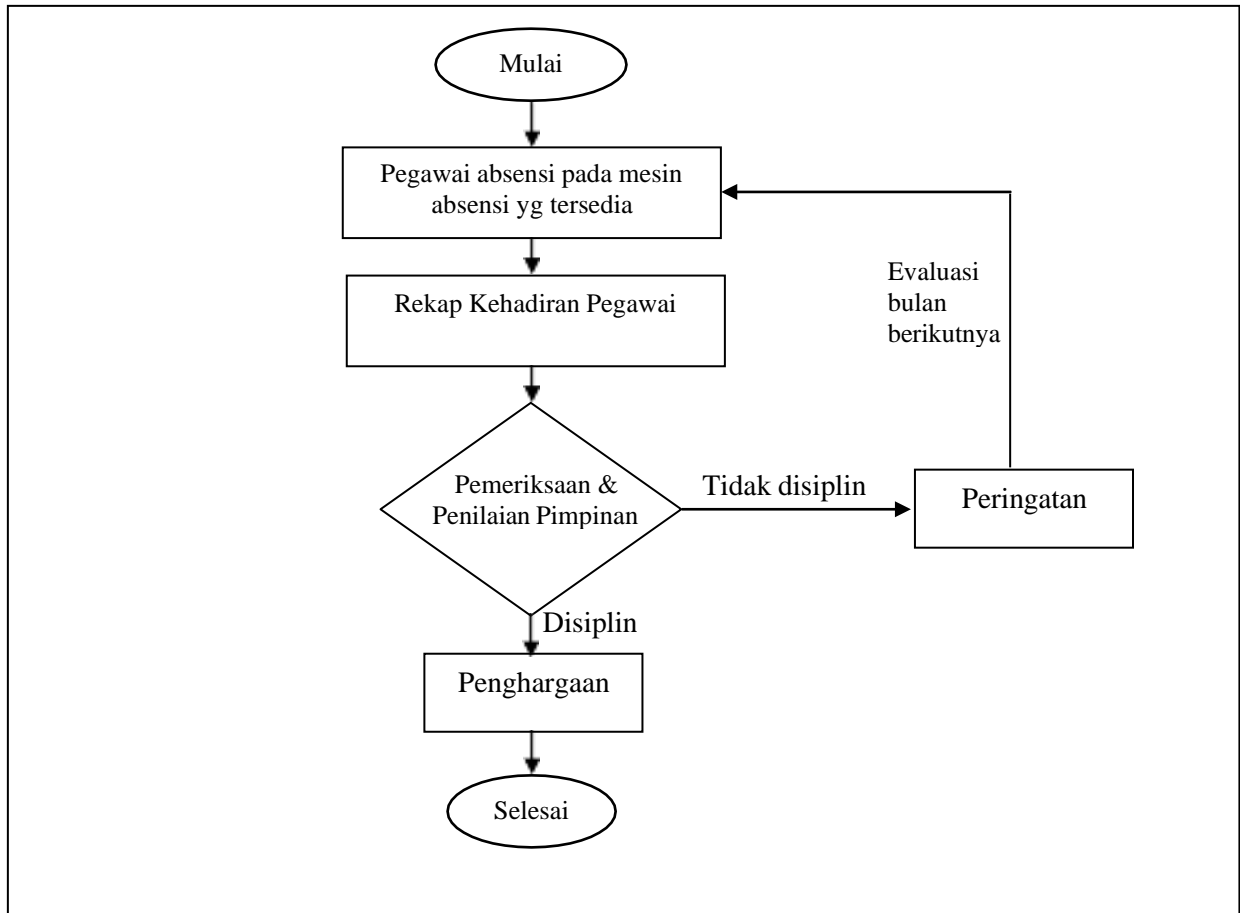 Mulai
Pegawai absensi pada mesin
absensi yg tersedia
Evaluasi
bulan
berikutnya
Rekap Kehadiran Pegawai
Pemeriksaan &
Penilaian Pimpinan
Tidak disiplin
Peringatan
Disiplin
Penghargaan
Selesai